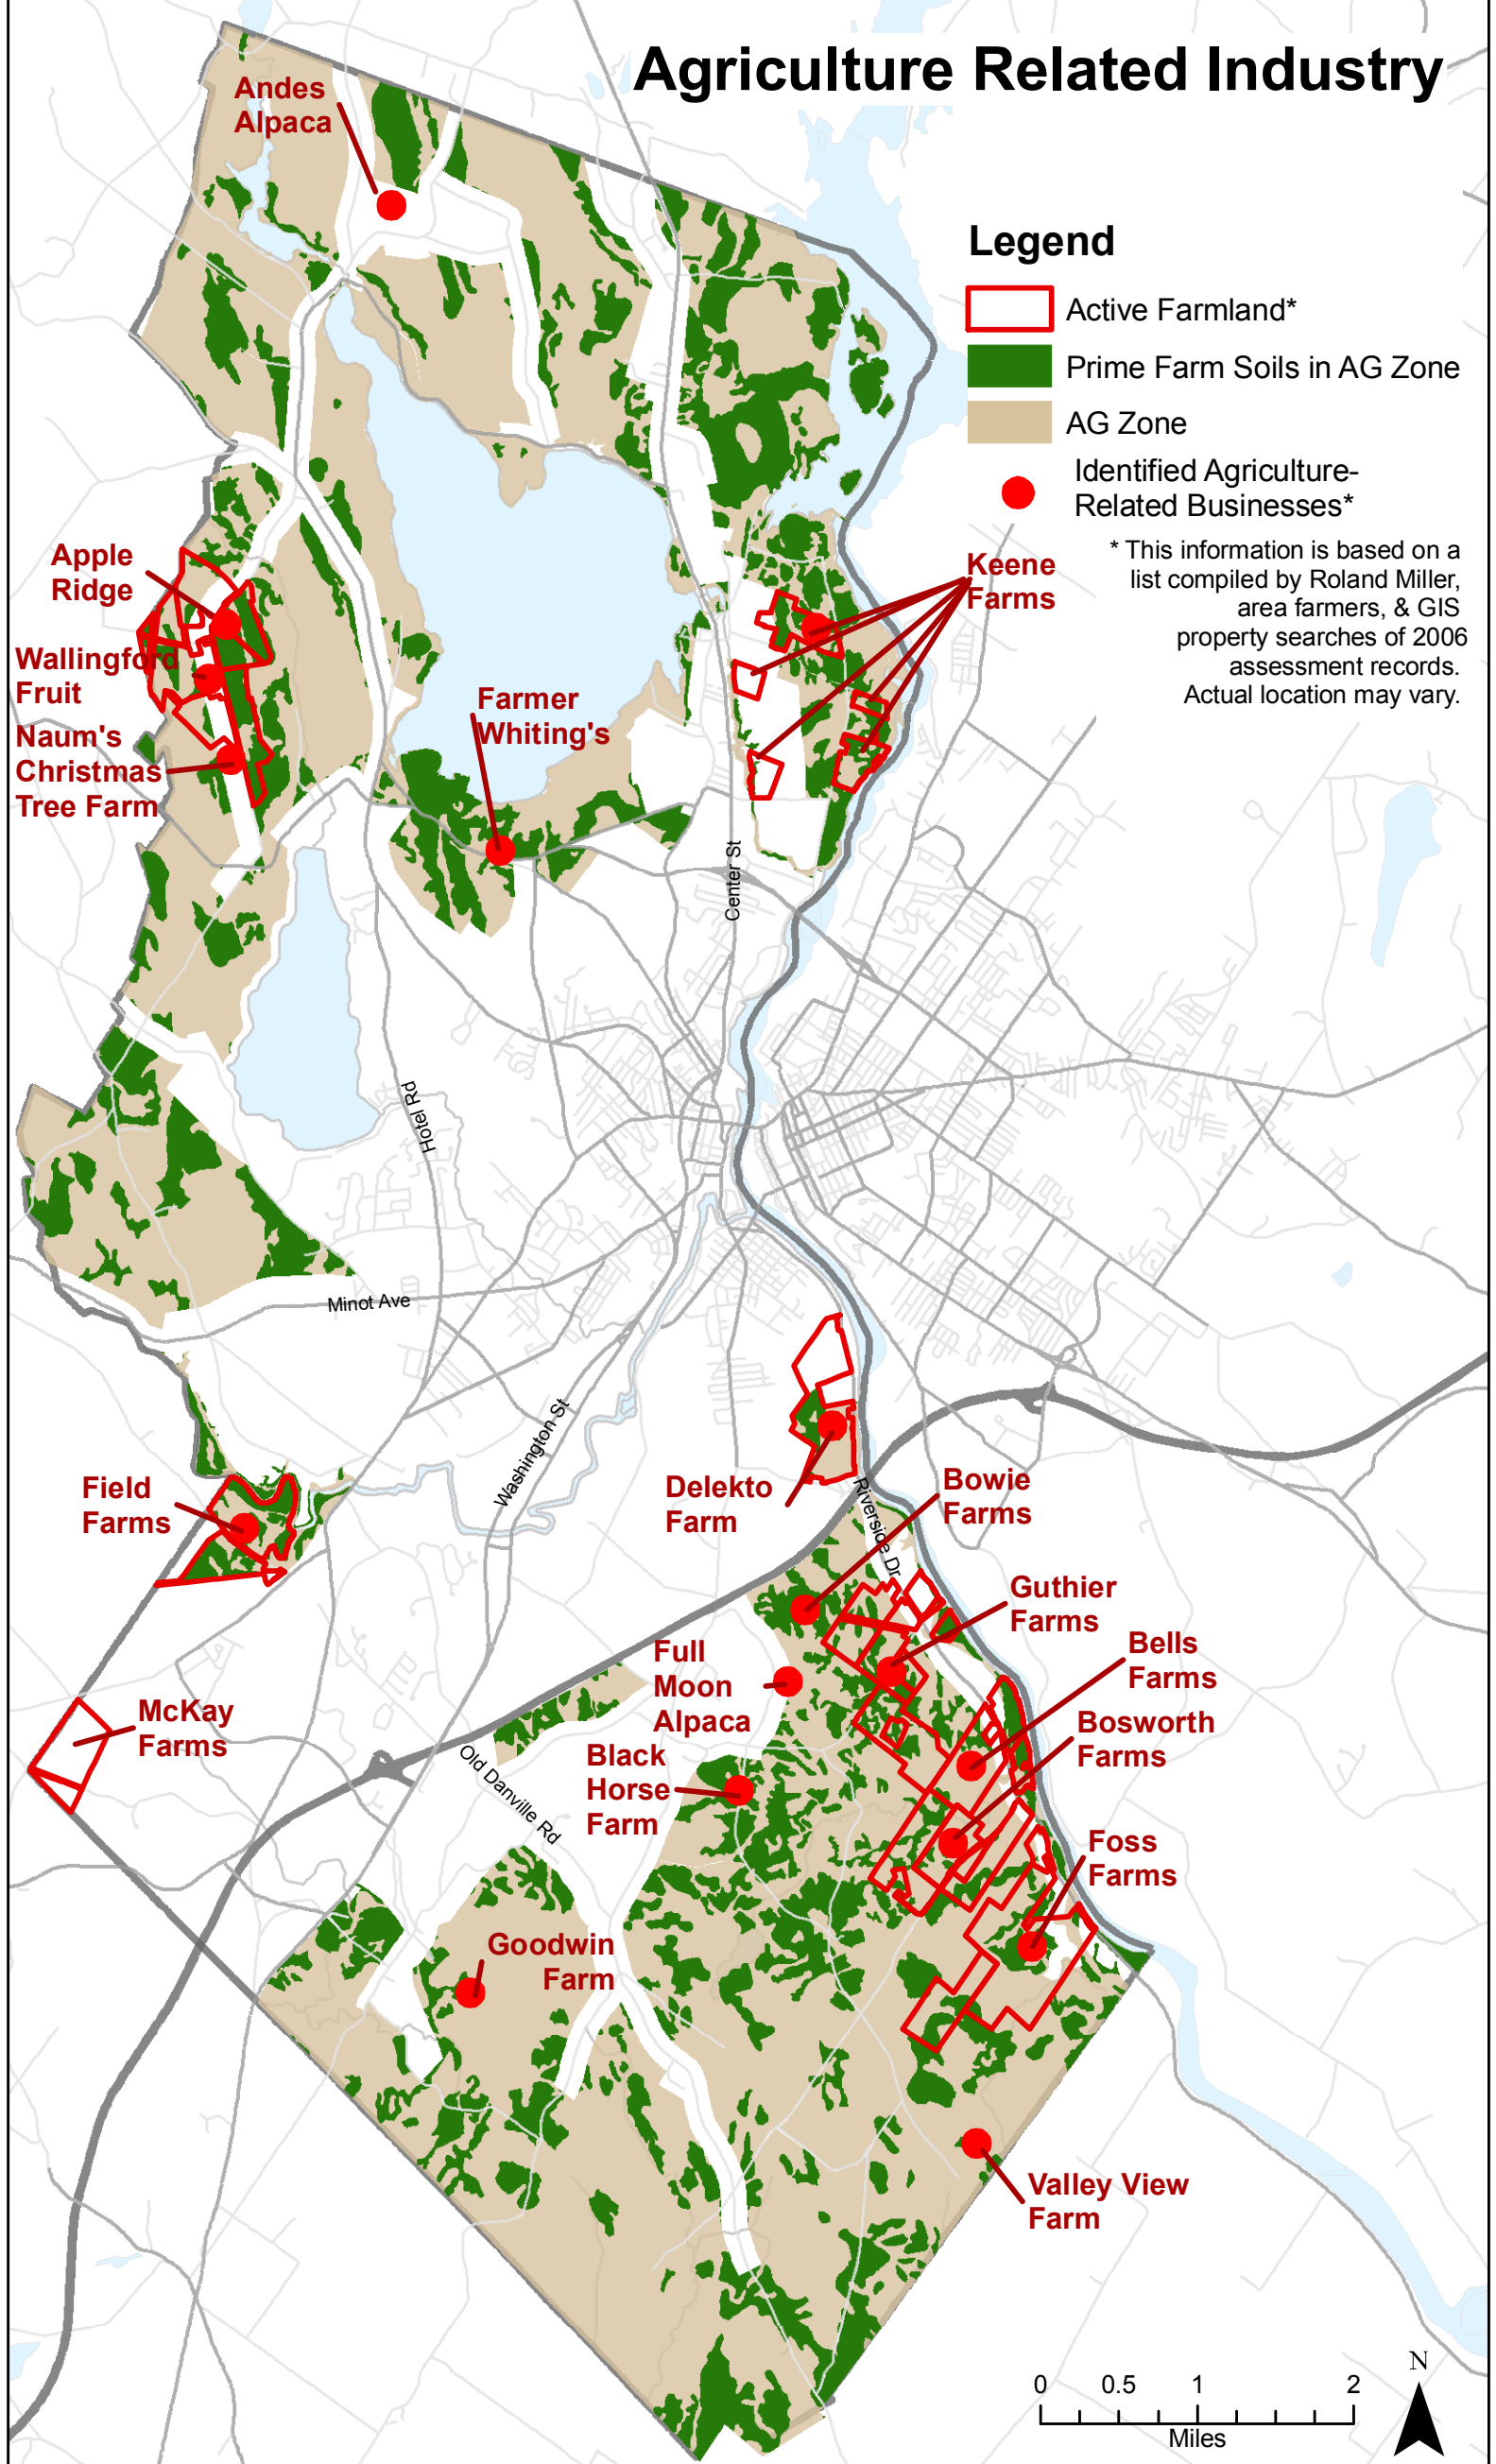 Agriculture Related Industry
Andes
Alpaca
Legend
Active Farmland*
Prime Farm Soils in AG Zone
AG Zone
Identified Agriculture-
Related Businesses*
* This information is based on a
list compiled by Roland Miller,
area farmers, & GIS
property searches of 2006
assessment records.
Actual location may vary.
Apple
Ridge
Keene
Farms
Wallingford
Fruit
Farmer
Whiting's
Naum's
Christmas
Tree Farm
Center St
Hotel Rd
Minot Ave
Washington St
Field
Farms
Delekto
Farm
Riverside Dr
Bowie
Farms
Guthier
Farms
Full
Moon
Alpaca
Bells
Farms
McKay
Farms
Bosworth
Farms
Black
Horse
Farm
Old Danville Rd
Foss
Farms
Goodwin
Farm
Valley View
Farm
N
0 0.5 1 2
Miles